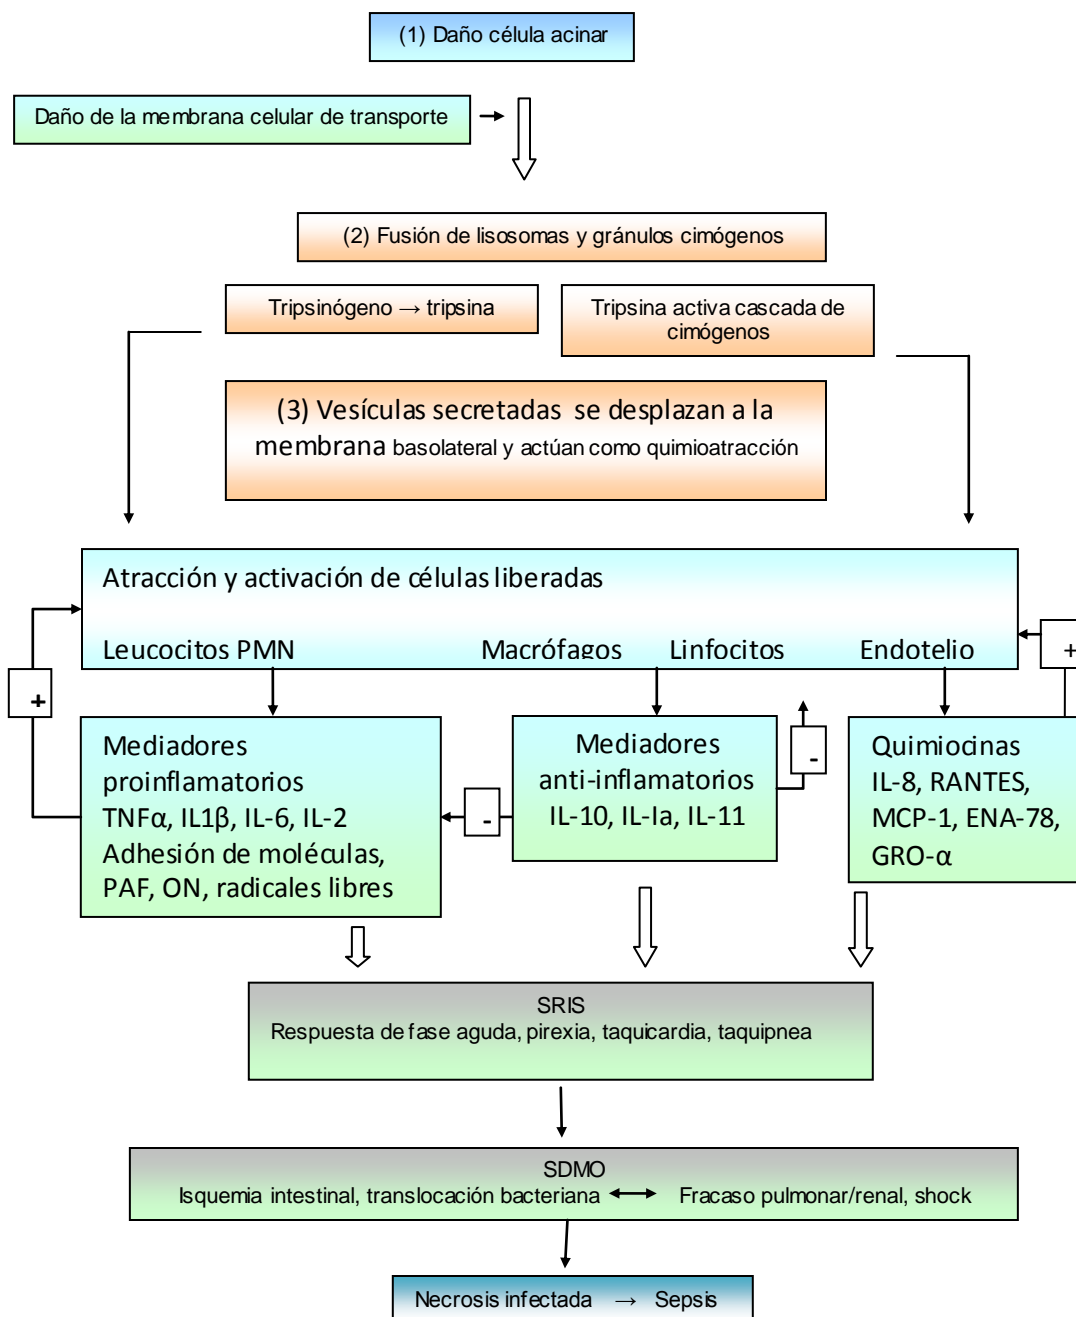 (1) Daño célula acinar
Daño de la membrana celular de transporte
(2) Fusión de lisosomas y gránulos cimógenos
Tripsinógeno → tripsina
Tripsina activa cascada de
cimógenos
(3) Vesículas secretadas se desplazan a la
membrana basolateral y actúan como quimioatracción
Atracción y activación de células liberadas
Leucocitos PMN Macrófagos Linfocitos Endotelio
+
+
Mediadores
proinflamatorios
TNFα, IL1β, IL-6, IL-2
Adhesión de moléculas,
PAF, ON, radicales libres
-
Mediadores
anti-inflamatorios
IL-10, IL-Ia, IL-11
-
Quimiocinas
IL-8, RANTES,
MCP-1, ENA-78,
GRO-α
SRIS
Respuesta de fase aguda, pirexia, taquicardia, taquipnea
SDMO
Isquemia intestinal, translocación bacteriana ↔ Fracaso pulmonar/renal, shock
Necrosis infectada → Sepsis